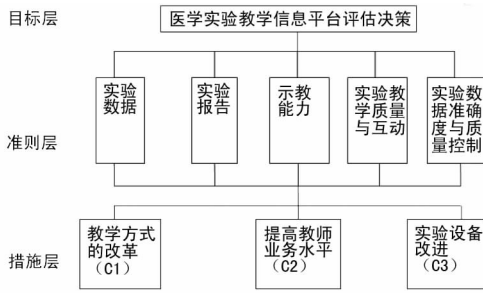 目标层
医学实验教学信息平台评估决策
准则层
实验
数据
实验
报告
示教
能力
实验教
学质量
与互动
实验数
据准确
度与质
量控制
措施层
教学方式
的改革
（C1）
提高教师
业务水平
（C2）
实验设备
改进
（C3）